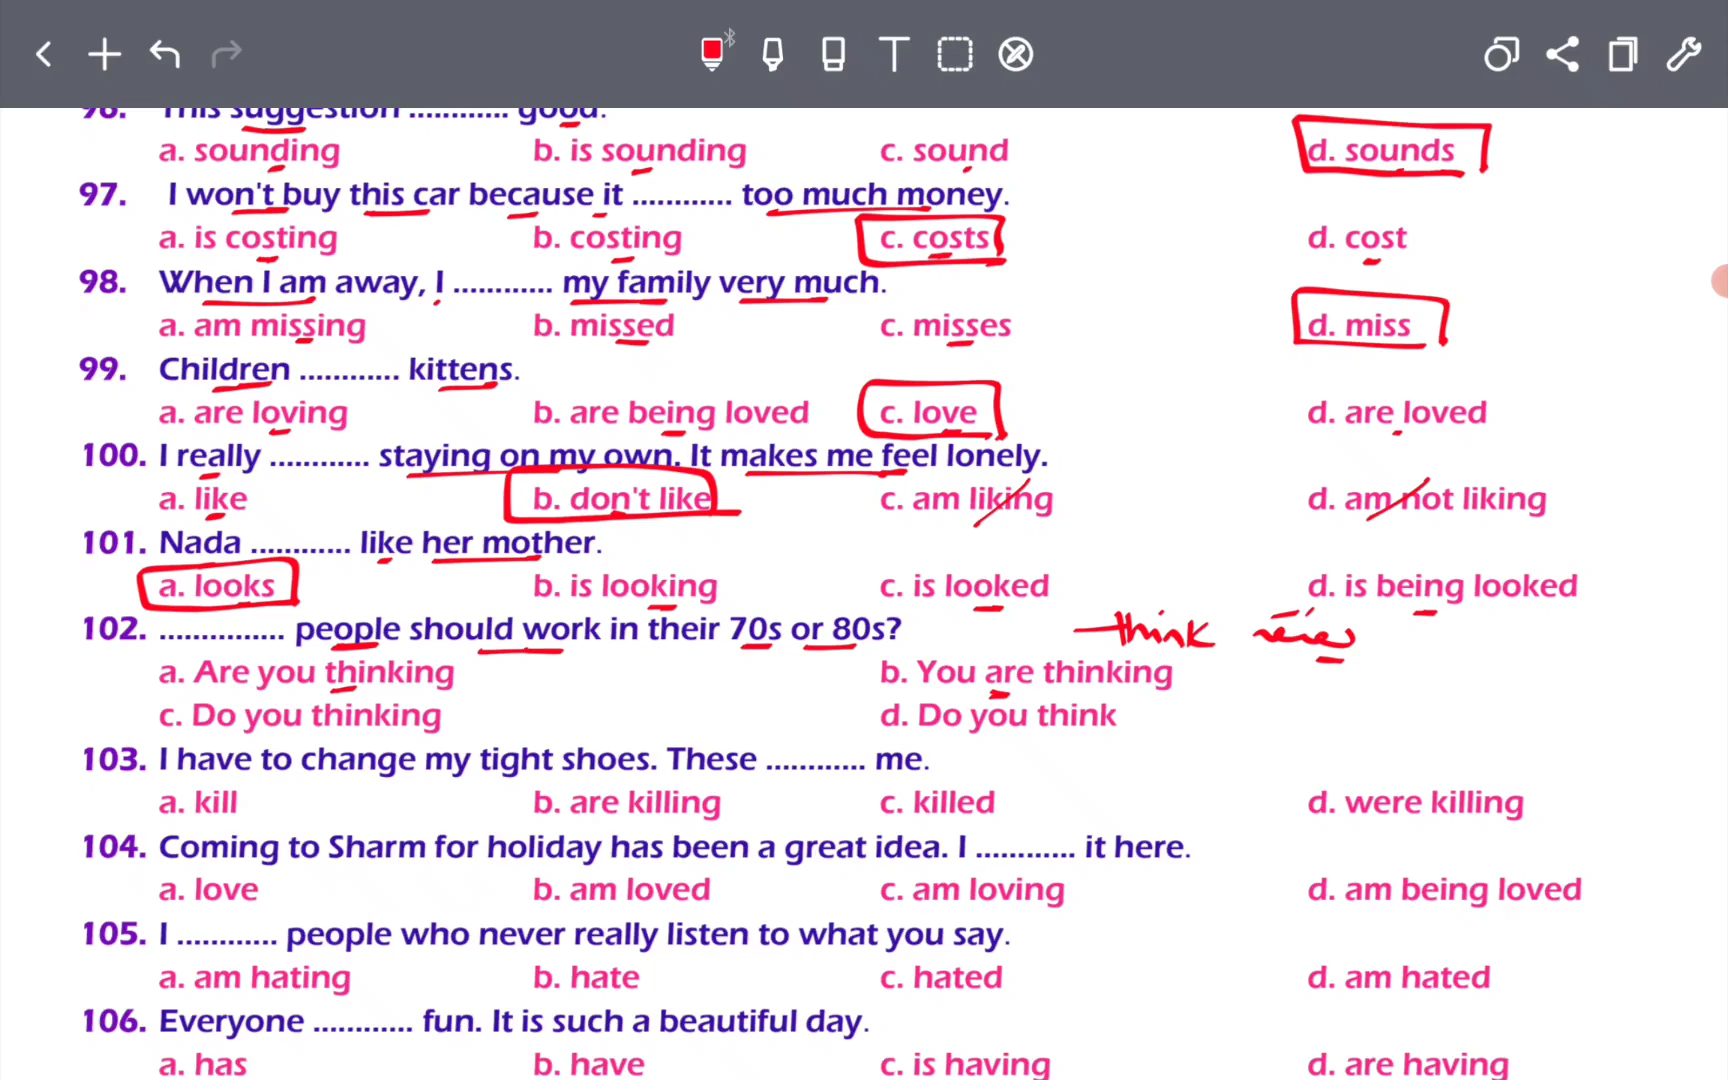 96. This suggestion ............ good.
a. sounding b. is sounding c. sound d. sounds
97. I won't buy this car because it ............ too much money.
a. is costing b. costing c. costs d. cost
98. When I am away, I ............ my family very much.
a. am missing b. missed c. misses d. miss
99. Children ............ kittens.
a. are loving b. are being loved c. love d. are loved
100. I really ............ staying on my own. It makes me feel lonely.
a. like b. don't like c. am liking d. am not liking
101. Nada ............ like her mother.
a. looks b. is looking c. is looked d. is being looked
102. ............... people should work in their 70s or 80s? think
a. Are you thinking b. You are thinking
c. Do you thinking d. Do you think
103. I have to change my tight shoes. These ............ me.
a. kill b. are killing c. killed d. were killing
104. Coming to Sharm for holiday has been a great idea. I ............ it here.
a. love b. am loved c. am loving d. am being loved
105. I ............ people who never really listen to what you say.
a. am hating b. hate c. hated d. am hated
106. Everyone ............ fun. It is such a beautiful day.
a. has b. have c. is having d. are having